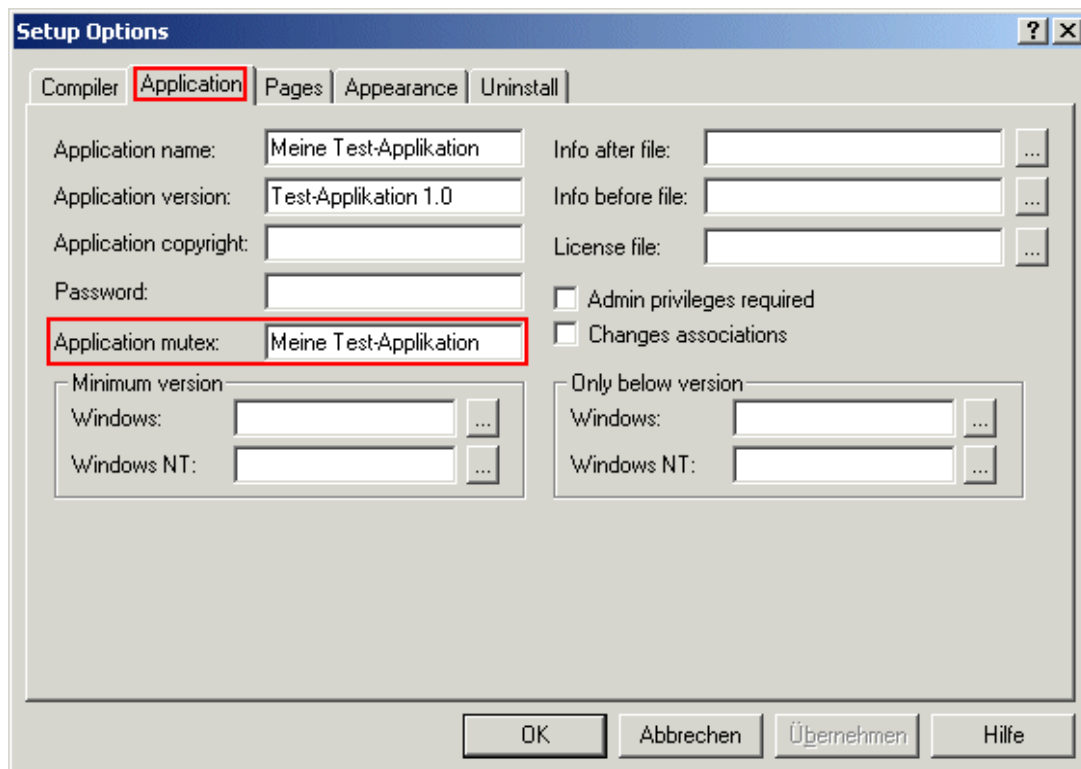 Setup Options
Compiler Application Pages Appearance Uninstall
Application name: Meine Test-Applikation Info after file: ...
Application version: Test-Applikation 1.0 Info before file: ...
Application copyright: License file: ...
Password: Admin privileges required
Application mutex: Meine Test-Applikation Changes associations
Minimum version Only below version
Windows: ... Windows: ...
Windows NT: ... Windows NT: ...
OK Abbrechen Übernehmen Hilfe